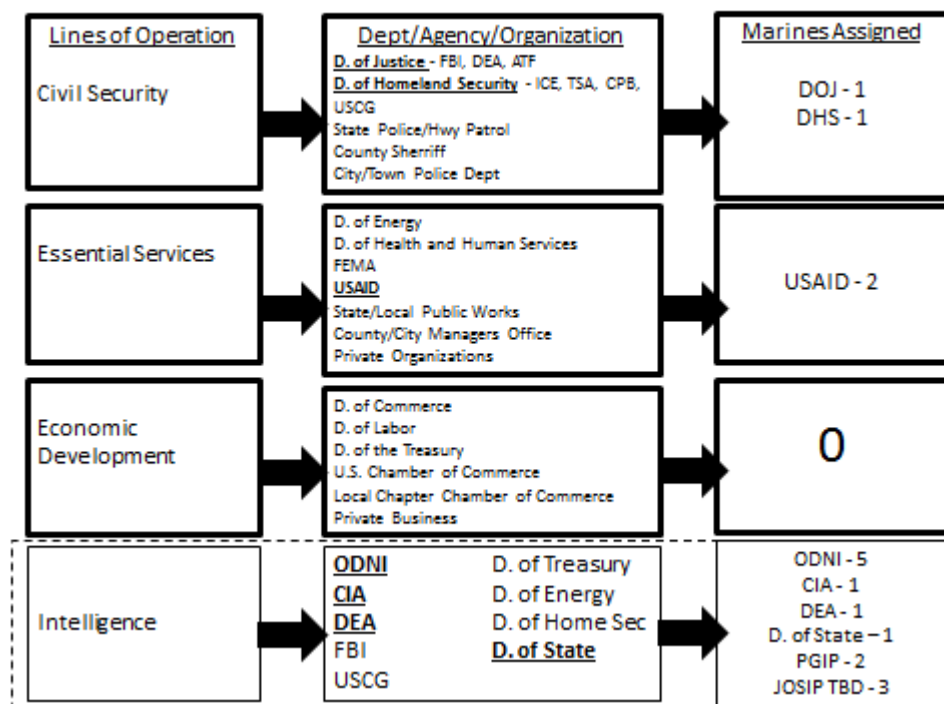 Lines of Operation
Civil Security
Dept/Agency/Organization
D. of Justice - FBI, DEA, ATF
D. of Homeland Security - ICE, TSA, CPB,
USCG
State Police/Hwy Patrol
County Sherriff
City/Town Police Dept
Marines Assigned
DOJ - 1
DHS - 1
Essential Services
D. of Energy
D. of Health and Human Services
FEMA
USAID
State/Local Public Works
County/City Managers Office
Private Organizations
USAID - 2
Economic
Development
D. of Commerce
D. of Labor
D. of the Treasury
U.S. Chamber of Commerce
Local Chapter Chamber of Commerce
Private Business
0
Intelligence
ODNI
CIA
DEA
FBI
USCG
D. of Treasury
D. of Energy
D. of Home Sec
D. of State
ODNI - 5
CIA - 1
DEA - 1
D. of State – 1
PGIP - 2
JOSIP TBD - 3